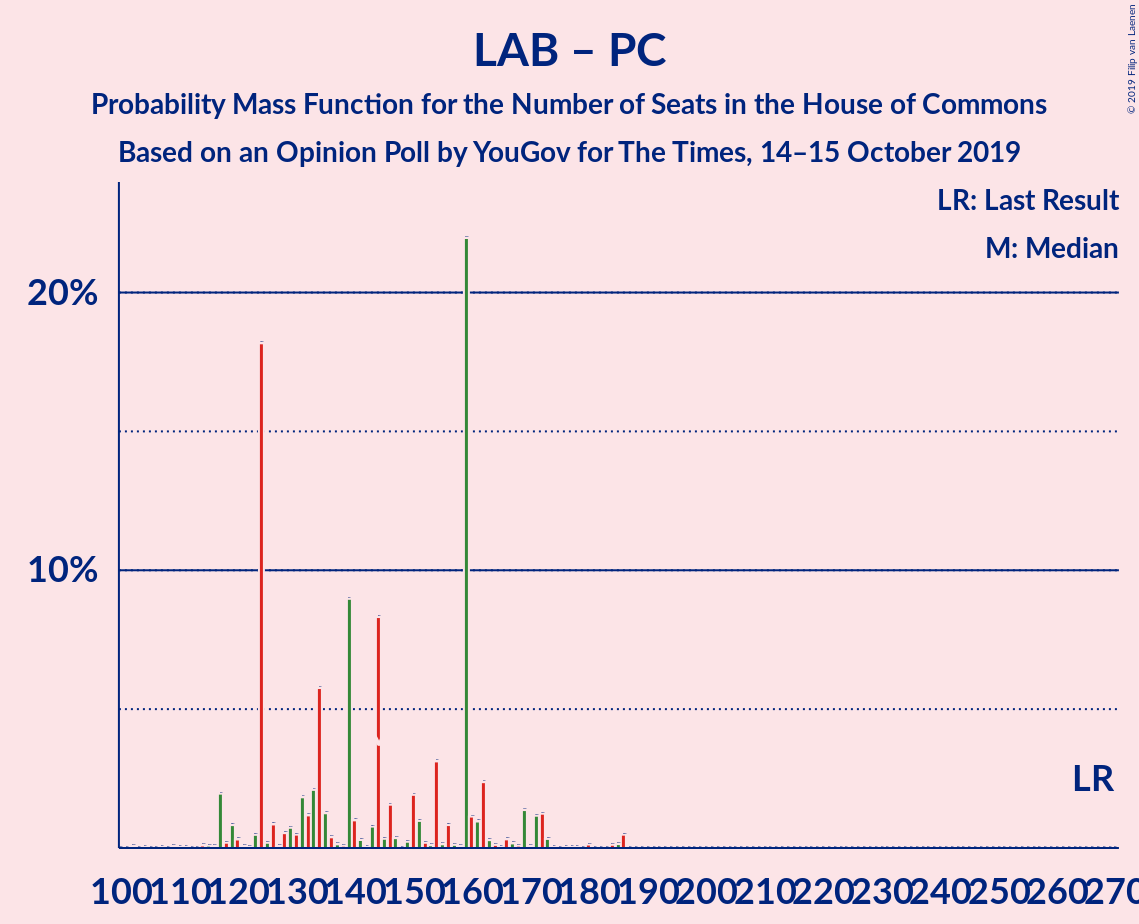 LAB – PC
Probability Mass Function for the Number of Seats in the House of Commons
Based on an Opinion Poll by YouGov for The Times, 14–15 October 2019
© 2019 Filip van Laenen
LR: Last Result
M: Median
20%
10%
LR
100 110 120 130 140 150 160 170 180 190 200 210 220 230 240 250 260 270